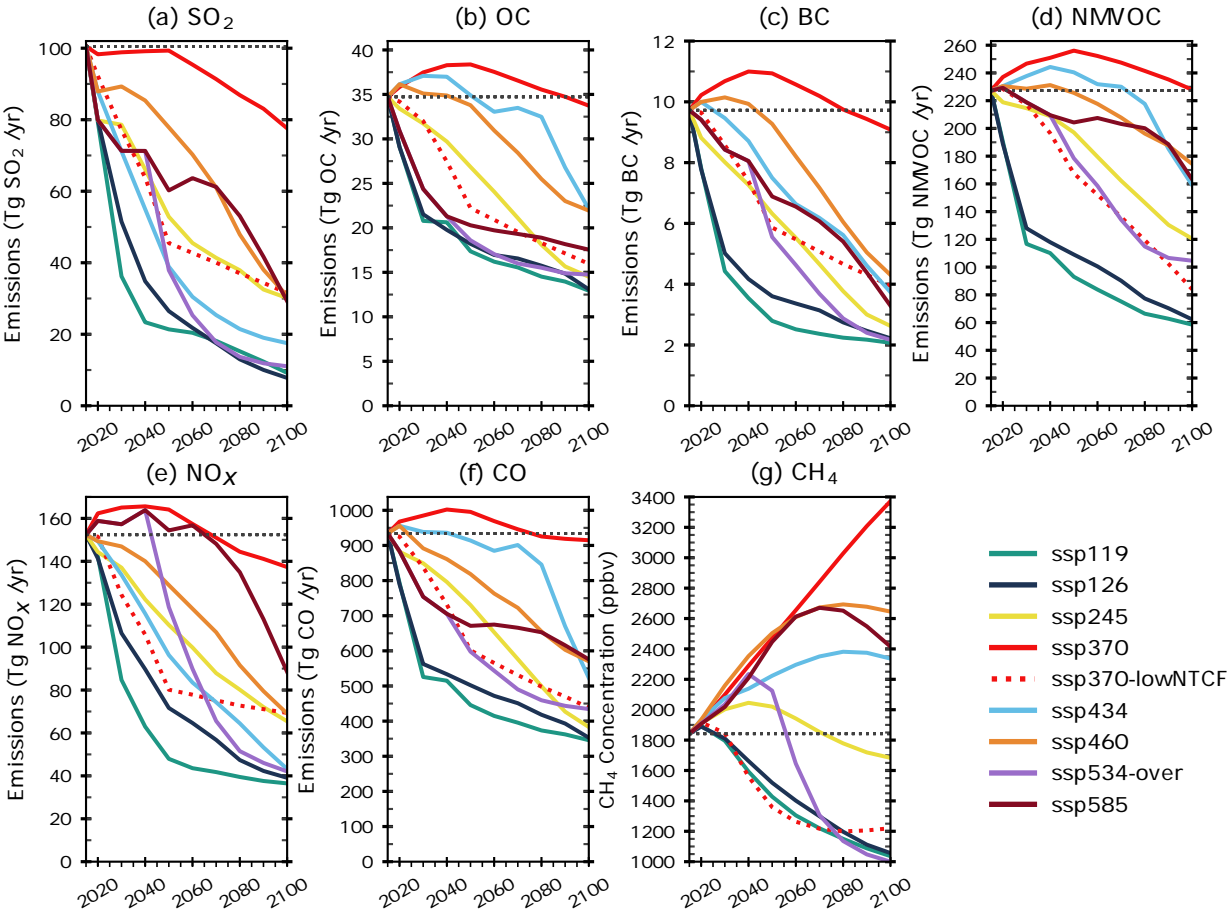 (a) SO2
(b) OC
(c) BC
(d) NMVOC
Emissions (Tg SO2 /yr)
100
80
60
40
20
0
2020 2040 2060 2080 2100
Emissions (Tg OC /yr)
40
35
30
25
20
15
10
5
0
2020 2040 2060 2080 2100
Emissions (Tg BC /yr)
12
10
8
6
4
2
0
2020 2040 2060 2080 2100
Emissions (Tg NMVOC /yr)
260
240
220
200
180
160
140
120
100
80
60
40
20
0
2020 2040 2060 2080 2100
(e) NOX
(f) CO
(g) CH4
Emissions (Tg NOX /yr)
160
140
120
100
80
60
40
20
0
2020 2040 2060 2080 2100
Emissions (Tg CO /yr)
1000
900
800
700
600
500
400
300
200
100
0
2020 2040 2060 2080 2100
CH4 Concentration (ppbv)
3400
3200
3000
2800
2600
2400
2200
2000
1800
1600
1400
1200
1000
2020 2040 2060 2080 2100
ssp119
ssp126
ssp245
ssp370
ssp370-lowNTCF
ssp434
ssp460
ssp534-over
ssp585